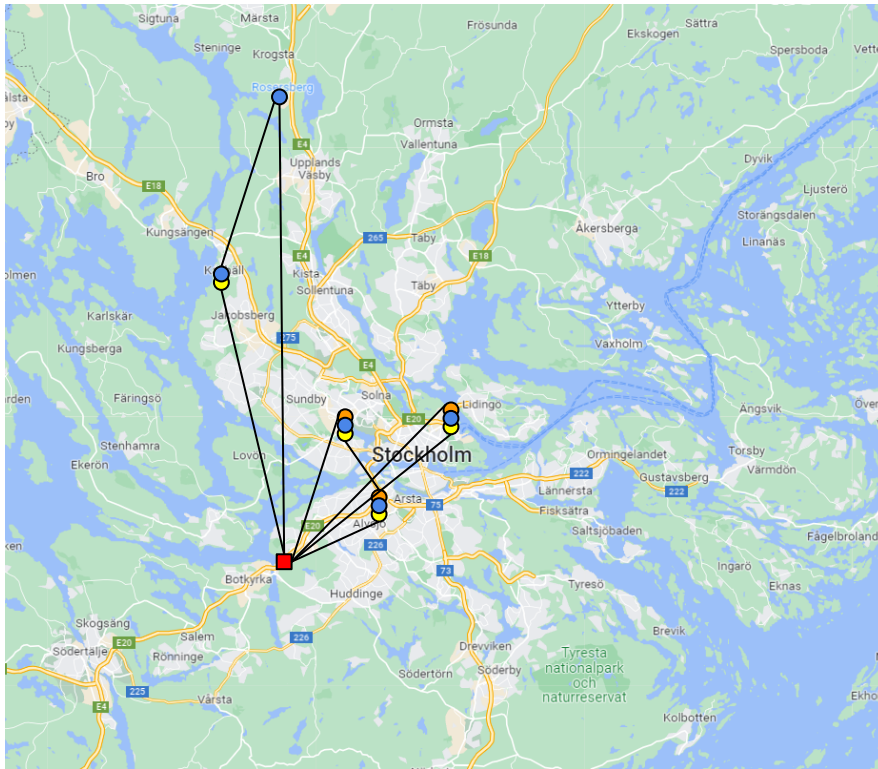 Sigtuna
Märsta
Frösunda
Sättra
Ekskogen
Steninge
Krogsta
Spersboda
Rosersberg
Ormsta
Vallentuna
E4
Upplands
Väsby
Dyvik
Bro
E18
Ljusterö
Storängsdalen
Kungsängen
265
Täby
Åkersberga
Linanäs
E4
E18
Kista
Sollentuna
Täby
Ytterby
Karlskär
Jakobsberg
275
Vaxholm
Kungsberga
E4
Färingsö
Sundby
Solna
Lidingö
Ängsvik
E20
Stenhamra
Lovön
Stockholm
Ormingelandet
Torsby
Ekerön
222
Gustavsberg
Värmdön
Lännersta
222
Årsta
75
Fisksätra
E20
Älvsjö
Saltsjöbaden
Fågelbroland
226
Ingarö
73
Botkyrka
Tyresö
Eknas
Huddinge
Skogsäng
Salem
226
Brevik
E20
Södertälje
Rönninge
Drevviken
Tyresta
nationalpark
och
naturreservat
Södertörn
Söderby
225
Vårsta
E4
Kolbotten